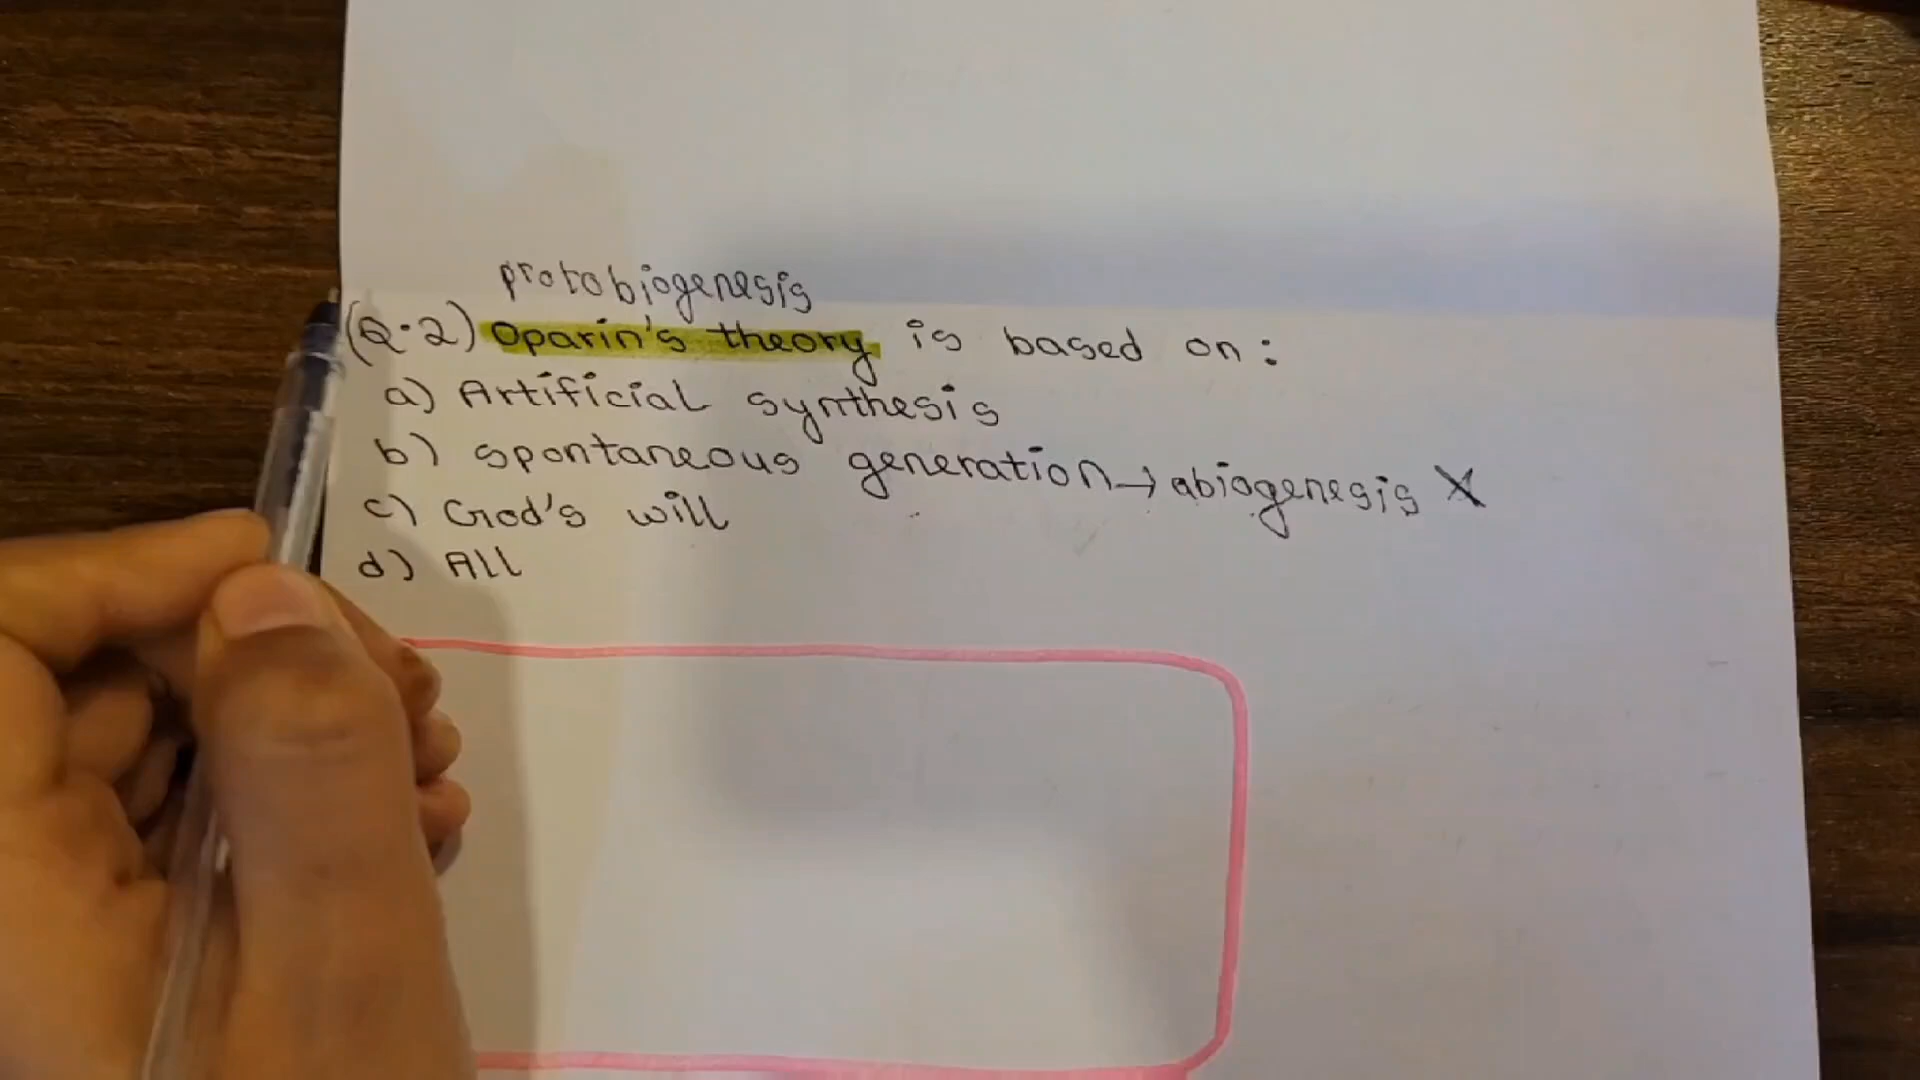 protobiogenesis
(Q.2) Oparin's theory is based on:
a) Artificial synthesis
b) spontaneous generation → abiogenesis X
c) God's will
d) All